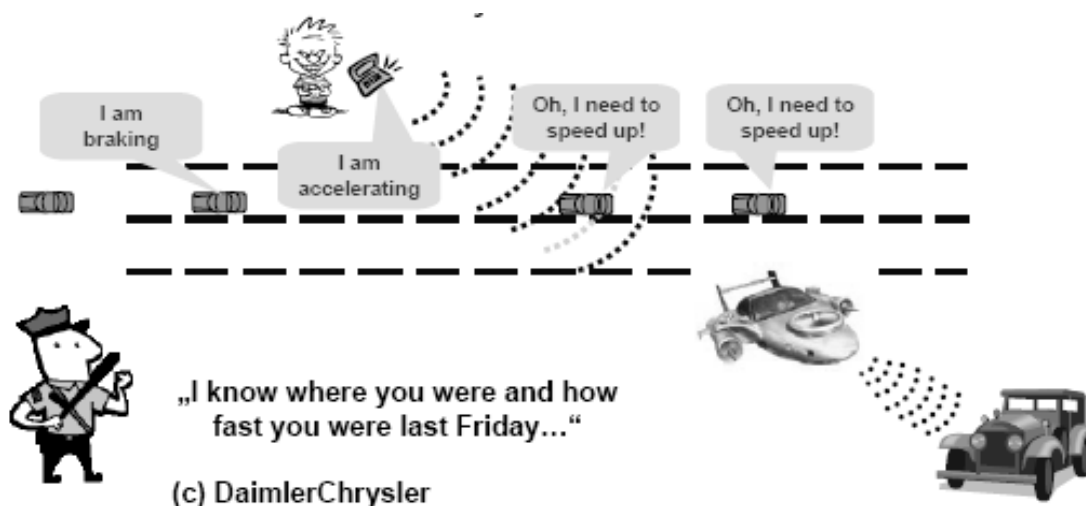 I am
braking
I am
accelerating
Oh, I need to
speed up!
Oh, I need to
speed up!
„I know where you were and how
fast you were last Friday...“
(c) DaimlerChrysler